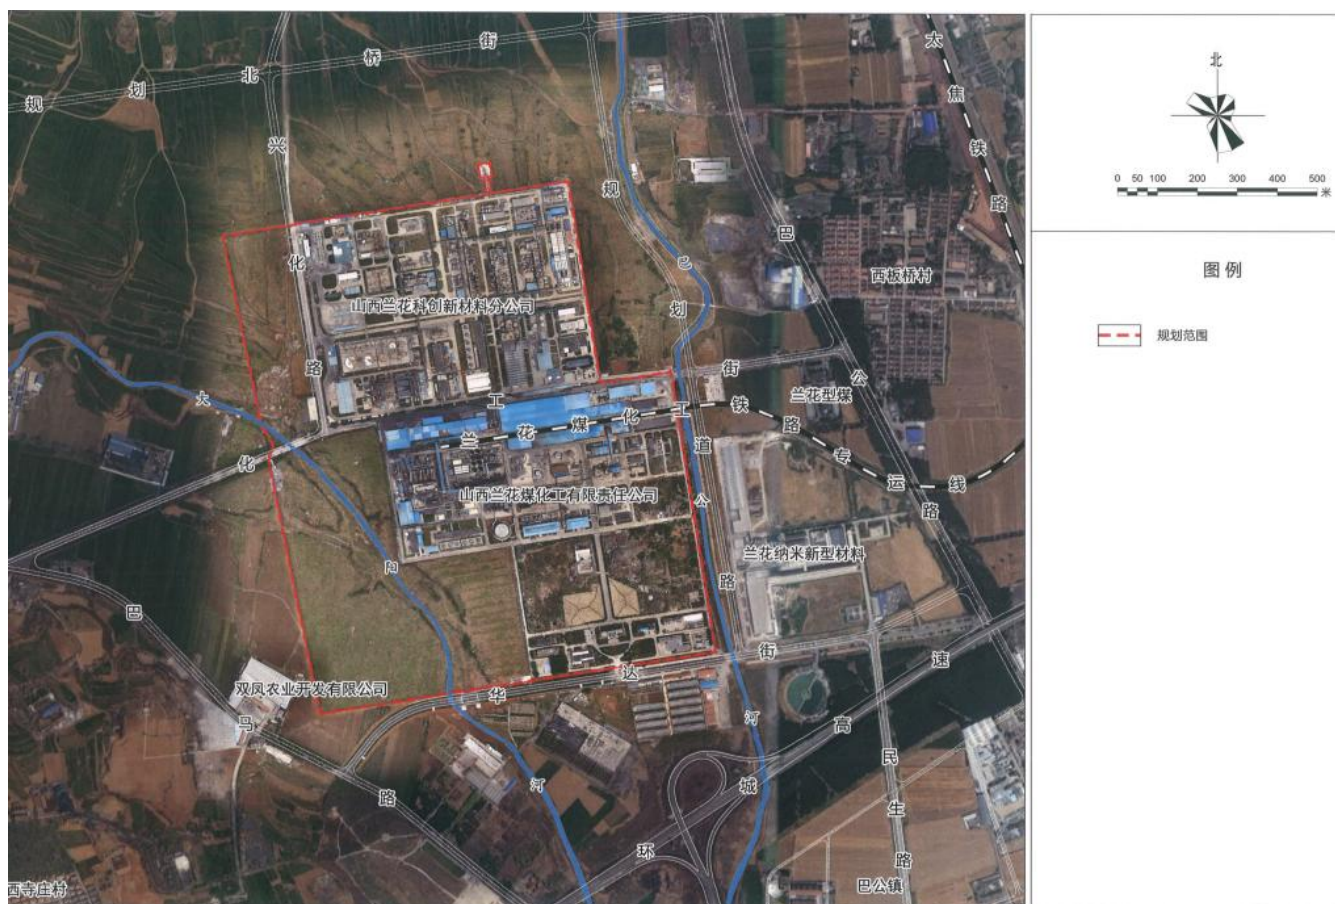 规划北桥街
太焦铁路
兴化路
规划道公路
巴公
西板桥村
山西兰花科创新材料分公司
化工街
兰花型煤
兰花煤化工铁路专运线
大阳河
巴公河
山西兰花煤化工有限责任公司
兰花纳米新型材料
路
巴马路
双凤农业开发有限公司
华达街
环城高速
民生路
西寺庄村
巴公镇
北
0 50 100 200 300 400 500
米
图例
规划范围